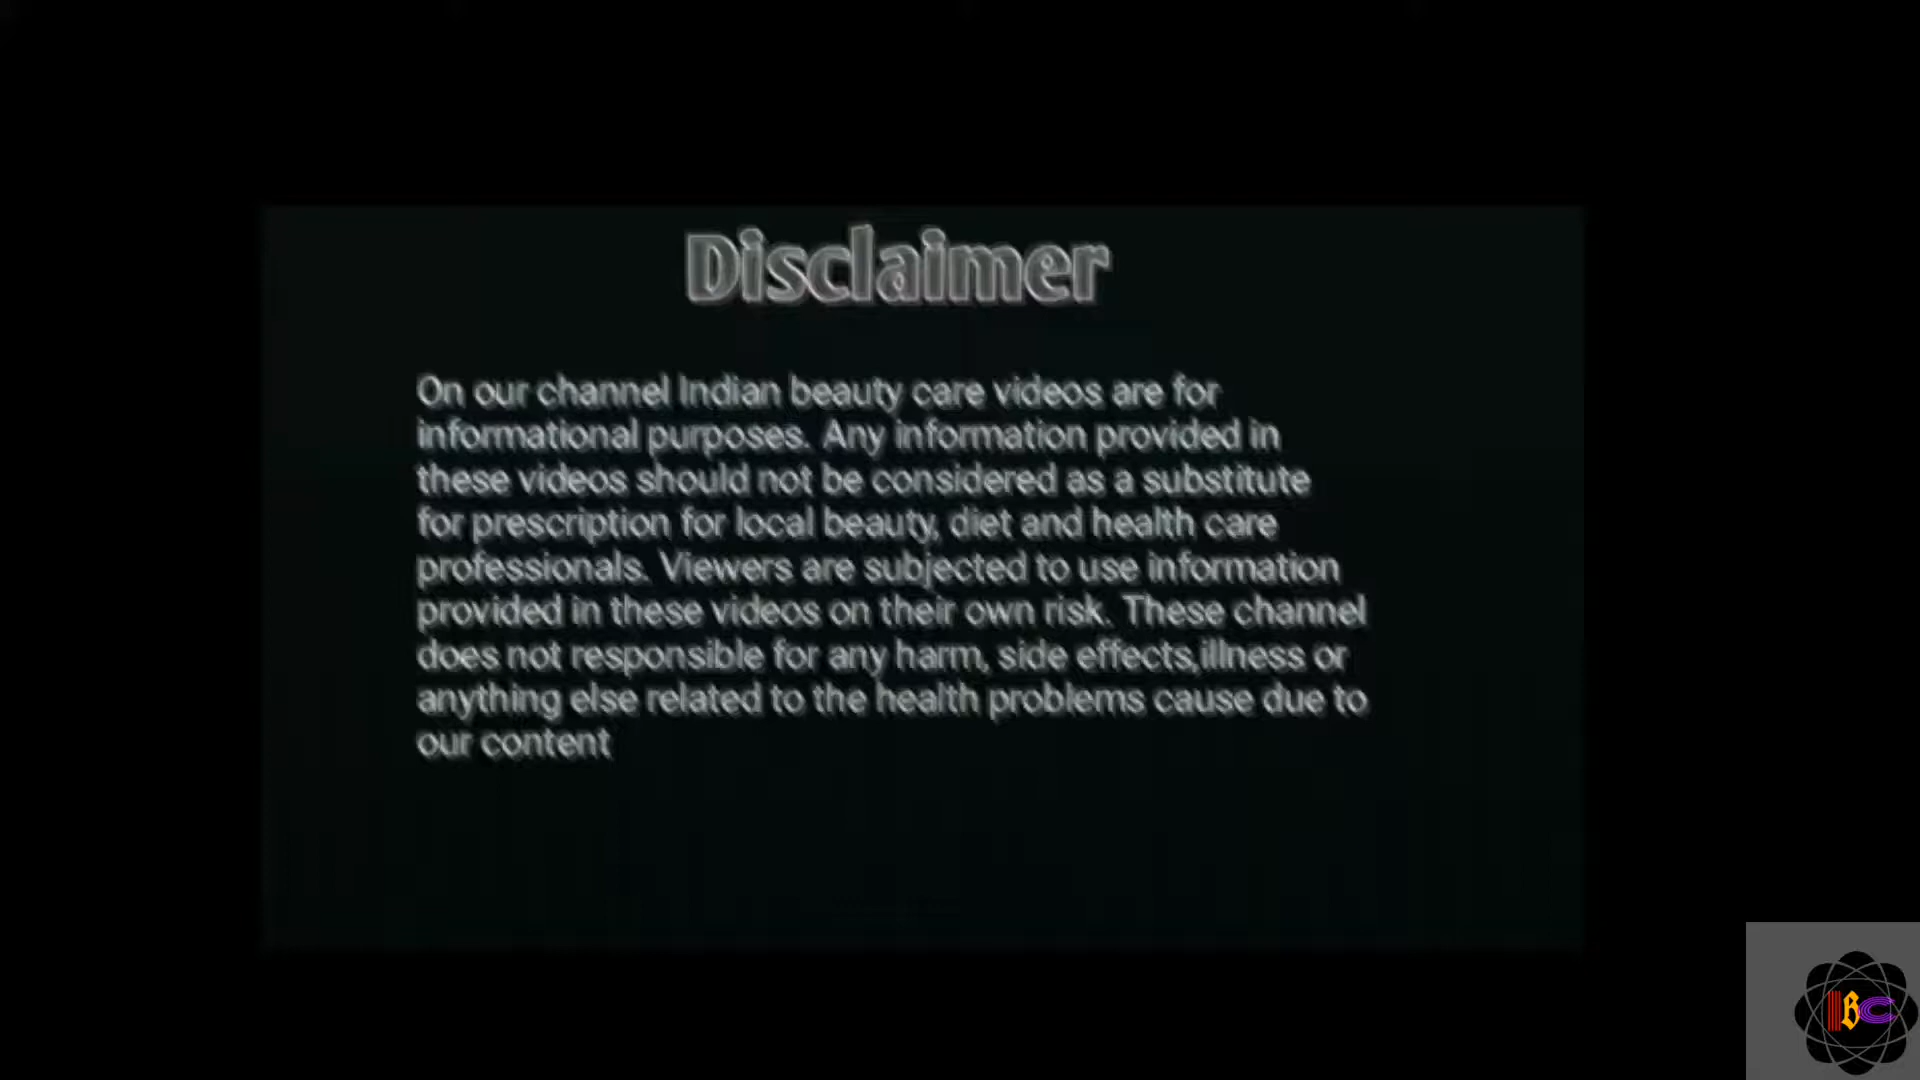 Disclaimer
On our channel Indian beauty care videos are for
informational purposes. Any information provided in
these videos should not be considered as a substitute
for prescription for local beauty, diet and health care
professionals. Viewers are subjected to use information
provided in these videos on their own risk. These channel
does not responsible for any harm, side effects,illness or
anything else related to the health problems cause due to
our content
IBC